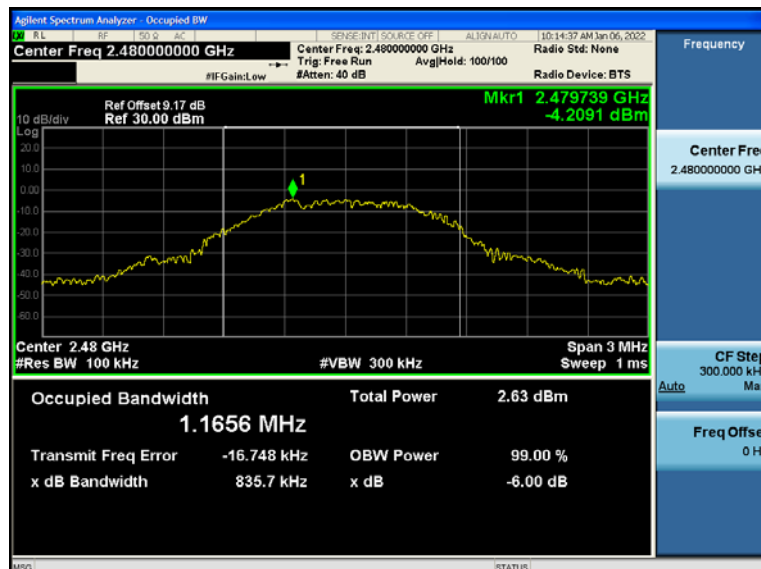 Agilent Spectrum Analyzer - Occupied BW
RL RF 50 Ω AC SENSE:INT SOURCE OFF ALIGN AUTO 10:14:37 AM Jan 06, 2022
Center Freq 2.480000000 GHz
Center Freq: 2.480000000 GHz
Radio Std: None
Trig: Free Run
Avg|Hold: 100/100
#IFGain:Low
#Atten: 40 dB
Radio Device: BTS
Frequency
Ref Offset 9.17 dB
Mkr1 2.479739 GHz
10 dB/div
Ref 30.00 dBm
-4.2091 dBm
Log
20.0
10.0
0.00
-10.0
-20.0
-30.0
-40.0
-50.0
-60.0
1
Center 2.48 GHz
Span 3 MHz
#Res BW 100 kHz
#VBW 300 kHz
Sweep 1 ms
Occupied Bandwidth
Total Power 2.63 dBm
1.1656 MHz
Transmit Freq Error -16.748 kHz
OBW Power 99.00 %
x dB Bandwidth 835.7 kHz
x dB -6.00 dB
Center Fre
2.480000000 GH
CF Ste
300.000 kH
Auto Ma
Freq Offse
0 H
MSG
STATUS